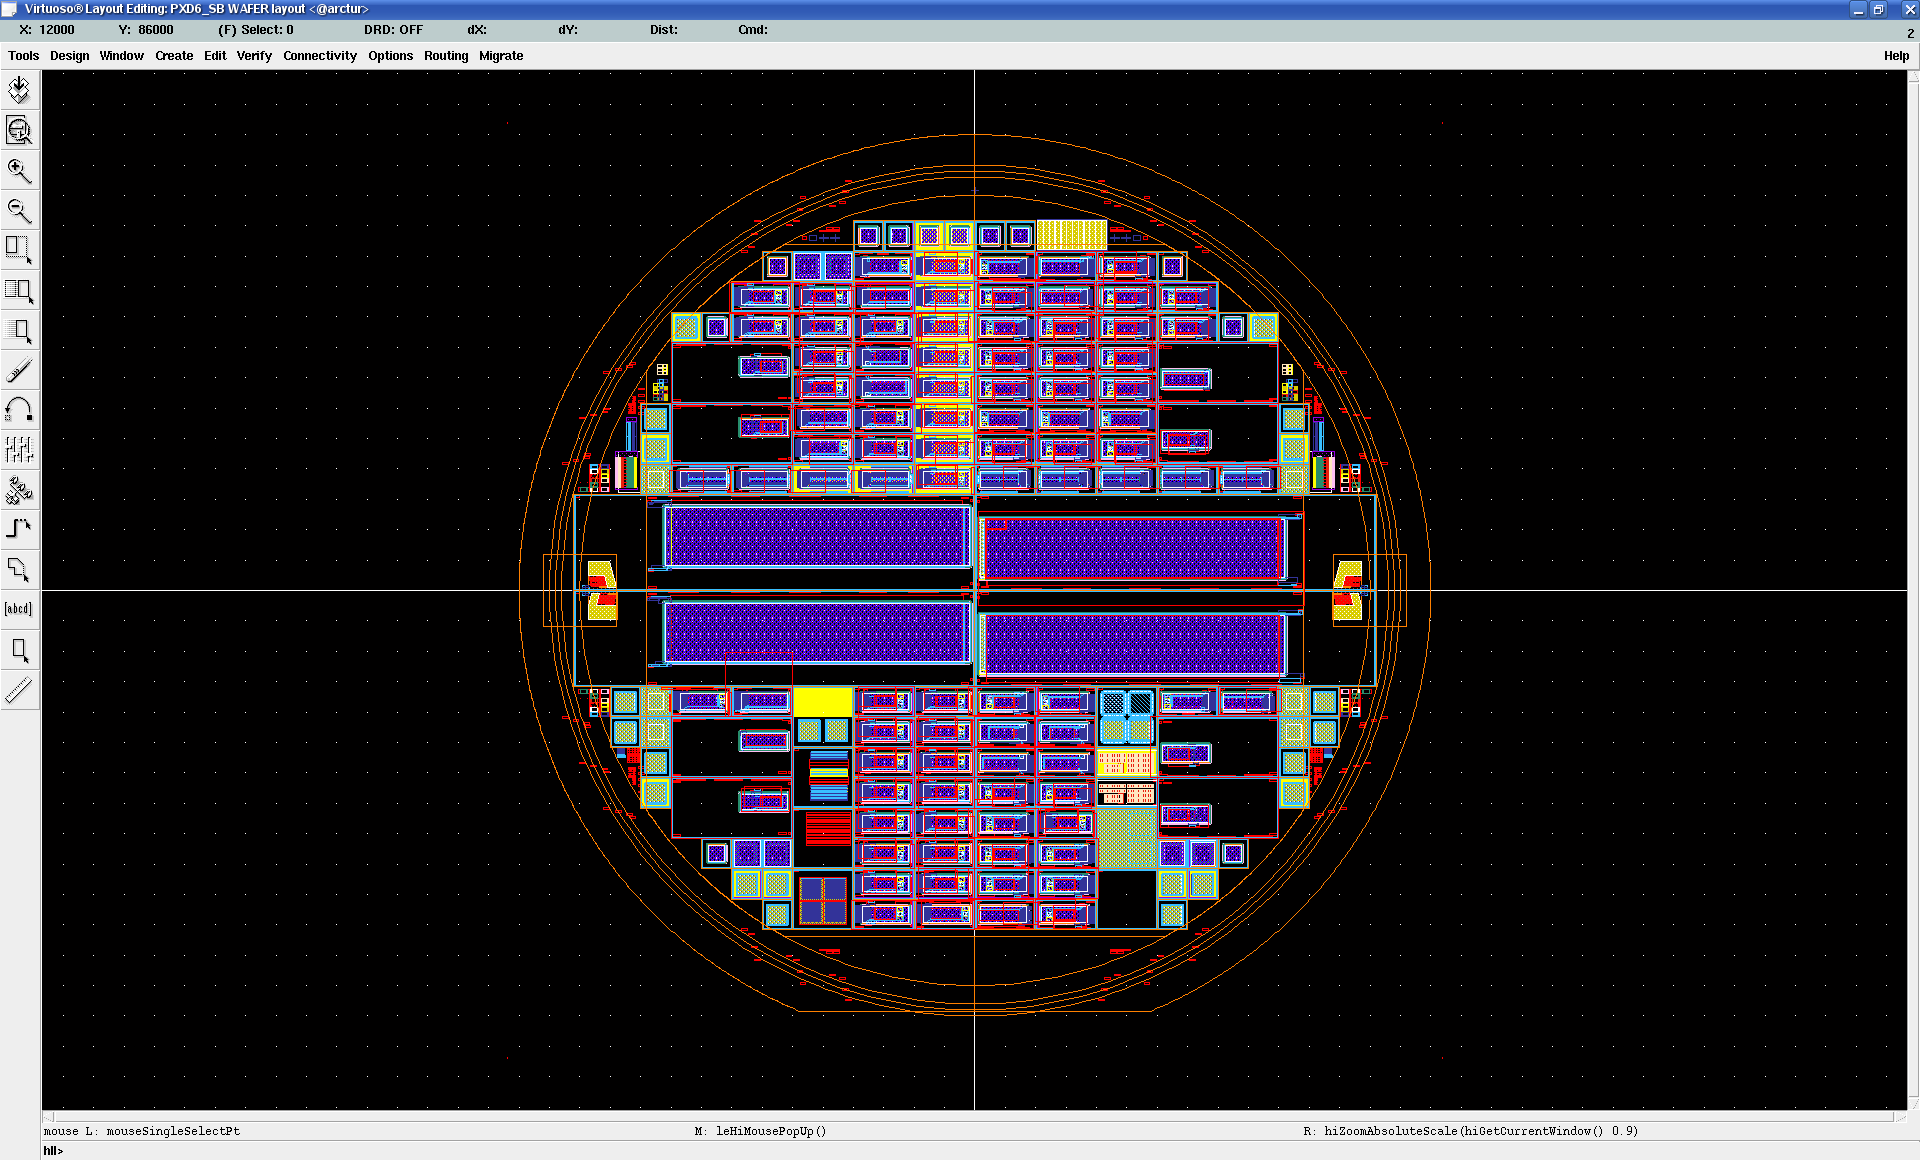 Virtuoso® Layout Editing: PXD6_SB WAFER layout <@arctur>
X: 12000 Y: 86000 (F) Select: 0 DRD: OFF dX: dY: Dist: Cmd:
2
Tools Design Window Create Edit Verify Connectivity Options Routing Migrate Help
[abcd]
mouse L: mouseSingleSelectPt M: leHiMousePopUp() R: hiZoomAbsoluteScale(hiGetCurrentWindow() 0.9)
hll>